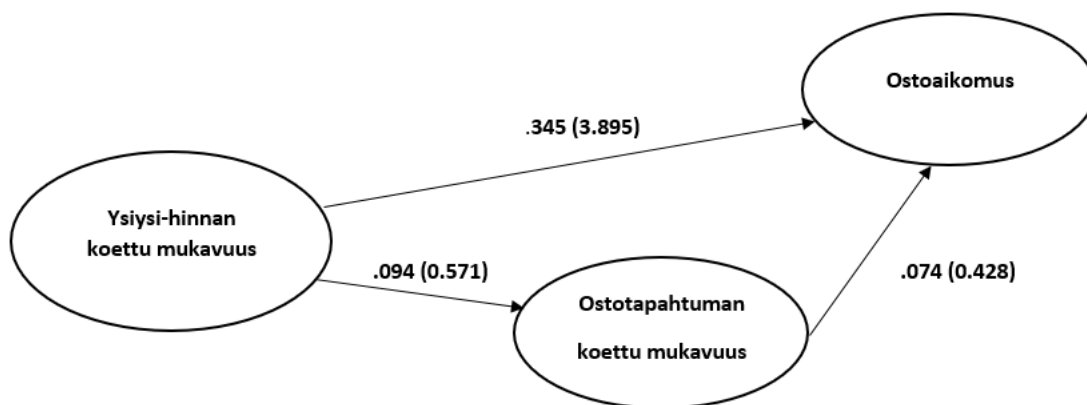 Ostoaikomus
.345 (3.895)
Ysiysi-hinnan
koettu mukavuus
.094 (0.571)
.074 (0.428)
Ostotapahtuman
koettu mukavuus